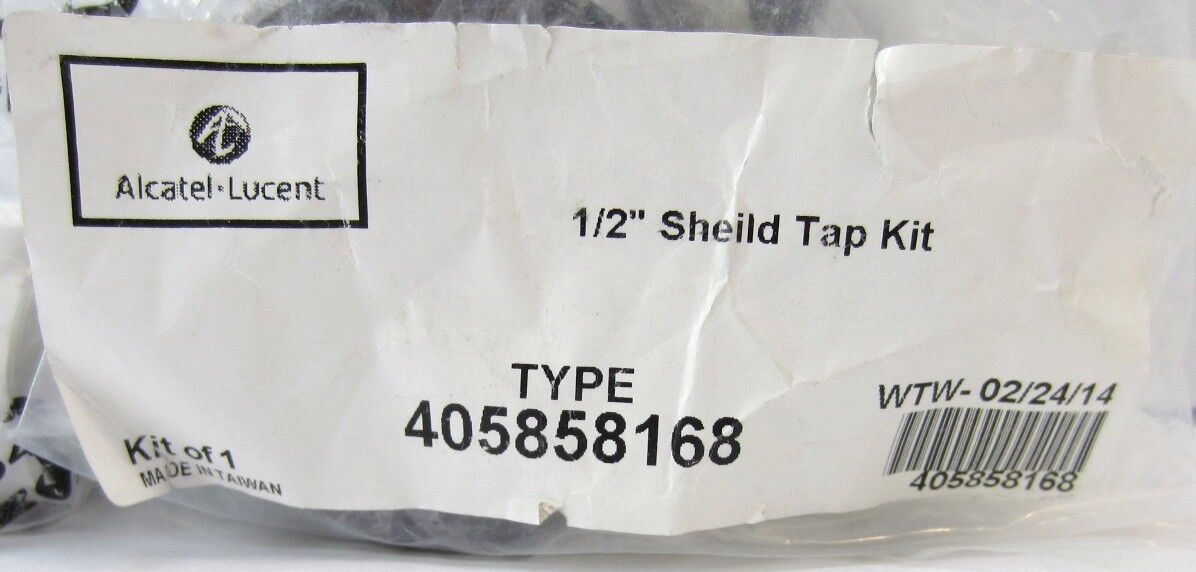 Alcatel·Lucent
1/2" Sheild Tap Kit
TYPE
405858168
WTW- 02/24/14
405858168
Kit of 1
MADE IN TAIWAN